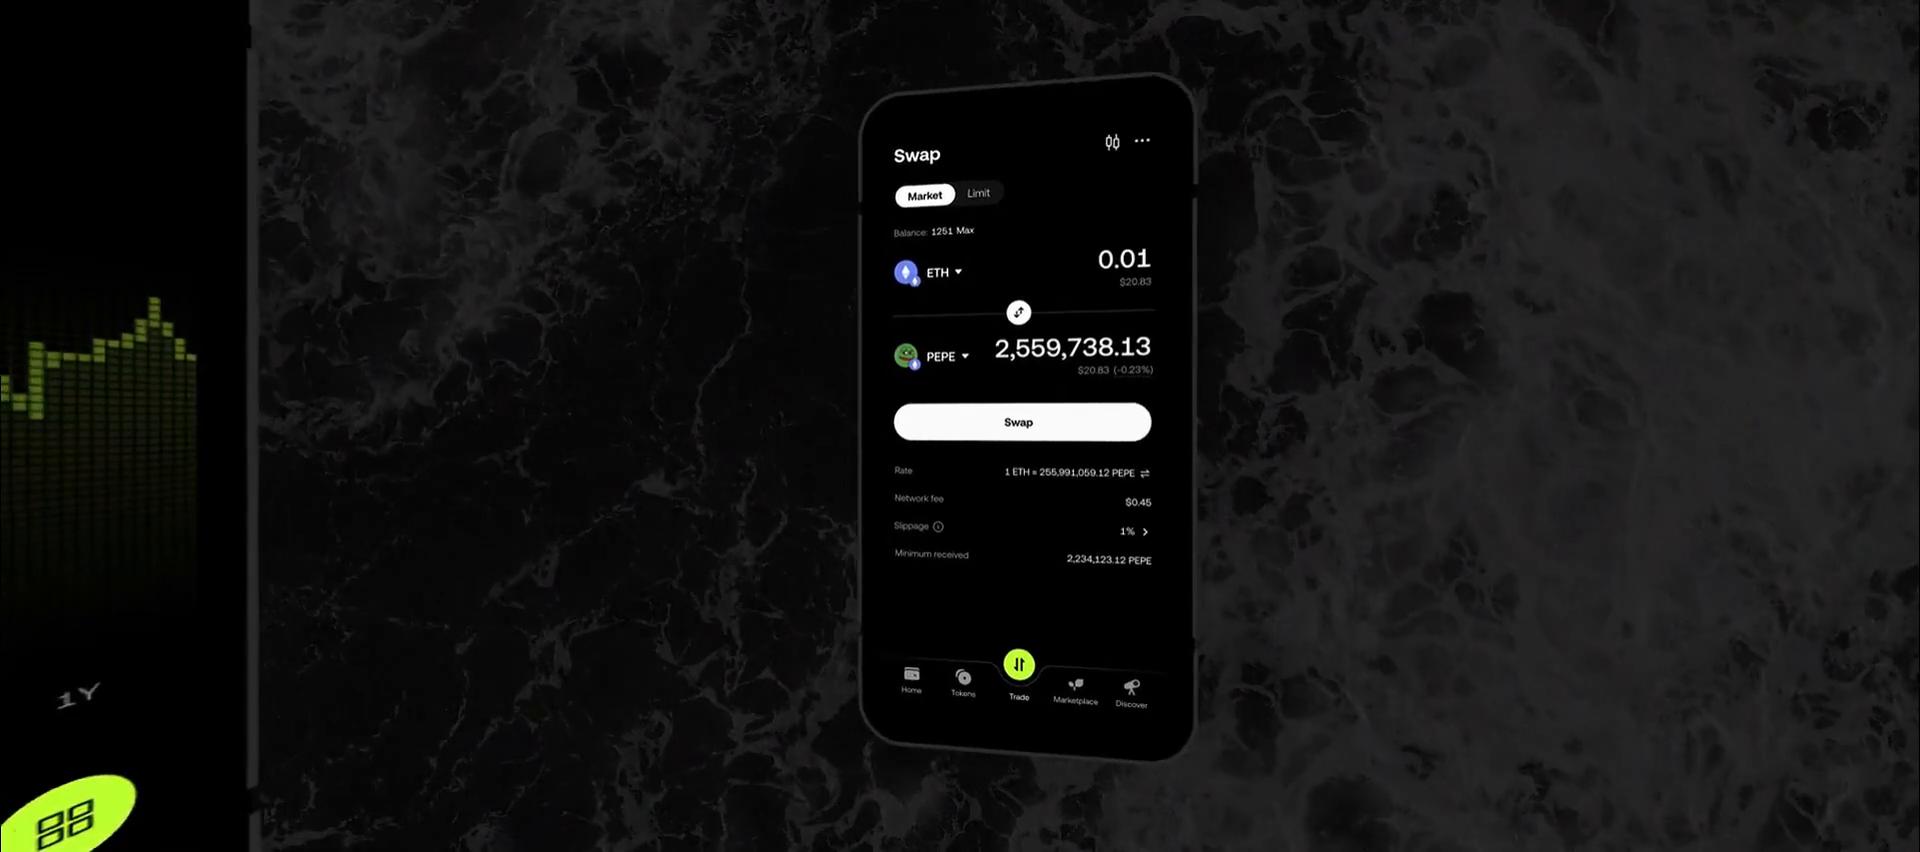 Swap
Market Limit
Balance: 1251 Max
ETH 0.01
$20.83
PEPE 2,559,738.13
$20.83 (-0.23%)
Swap
Rate 1 ETH = 255,991,059.12 PEPE
Network fee $0.45
Slippage 1%
Minimum received 2,234,123.12 PEPE
Home Tokens Trade Marketplace Discover
1Y